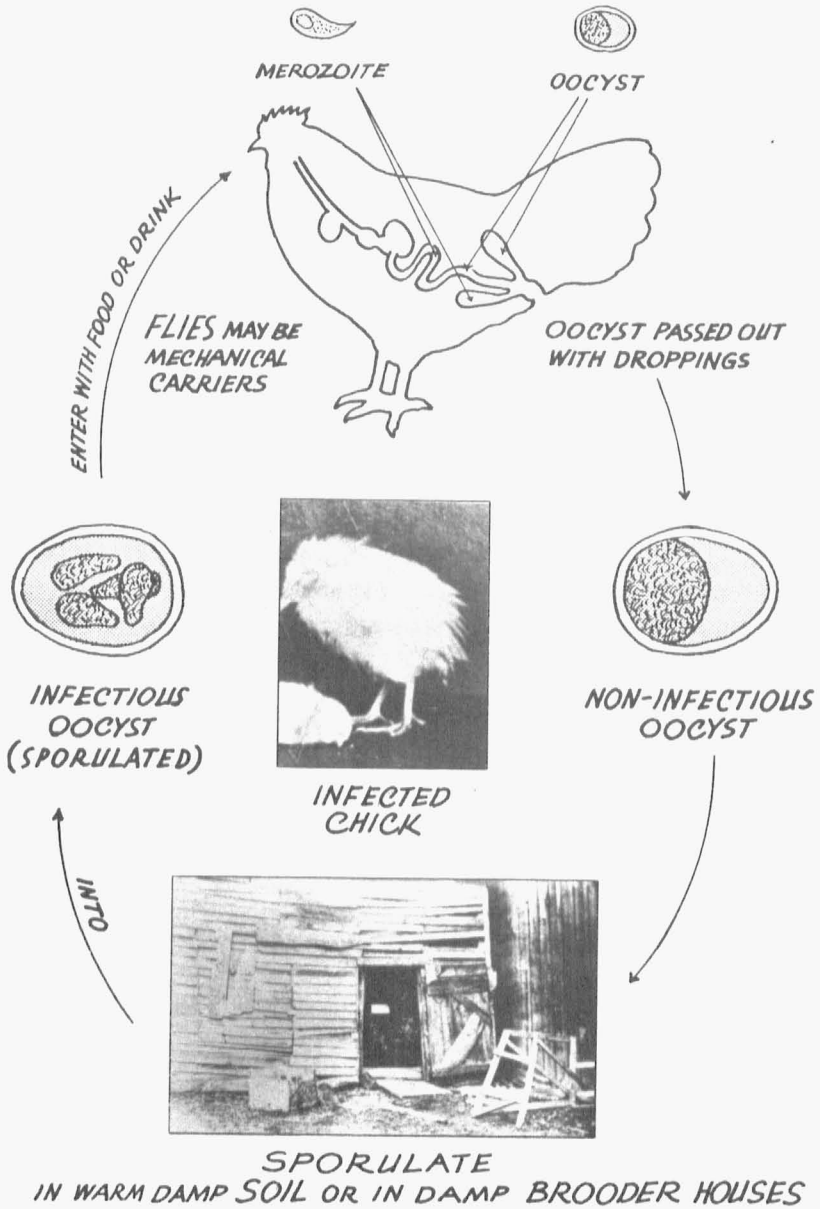 MEROZOITE
OOCYST
ENTER WITH FOOD OR DRINK
FLIES MAY BE
MECHANICAL
CARRIERS
OOCYST PASSED OUT
WITH DROPPINGS
INFECTIOUS
OOCYST
(SPORULATED)
NON-INFECTIOUS
OOCYST
INFECTED
CHICK
INTO
SPORULATE
IN WARM DAMP SOIL OR IN DAMP BROODER HOUSES